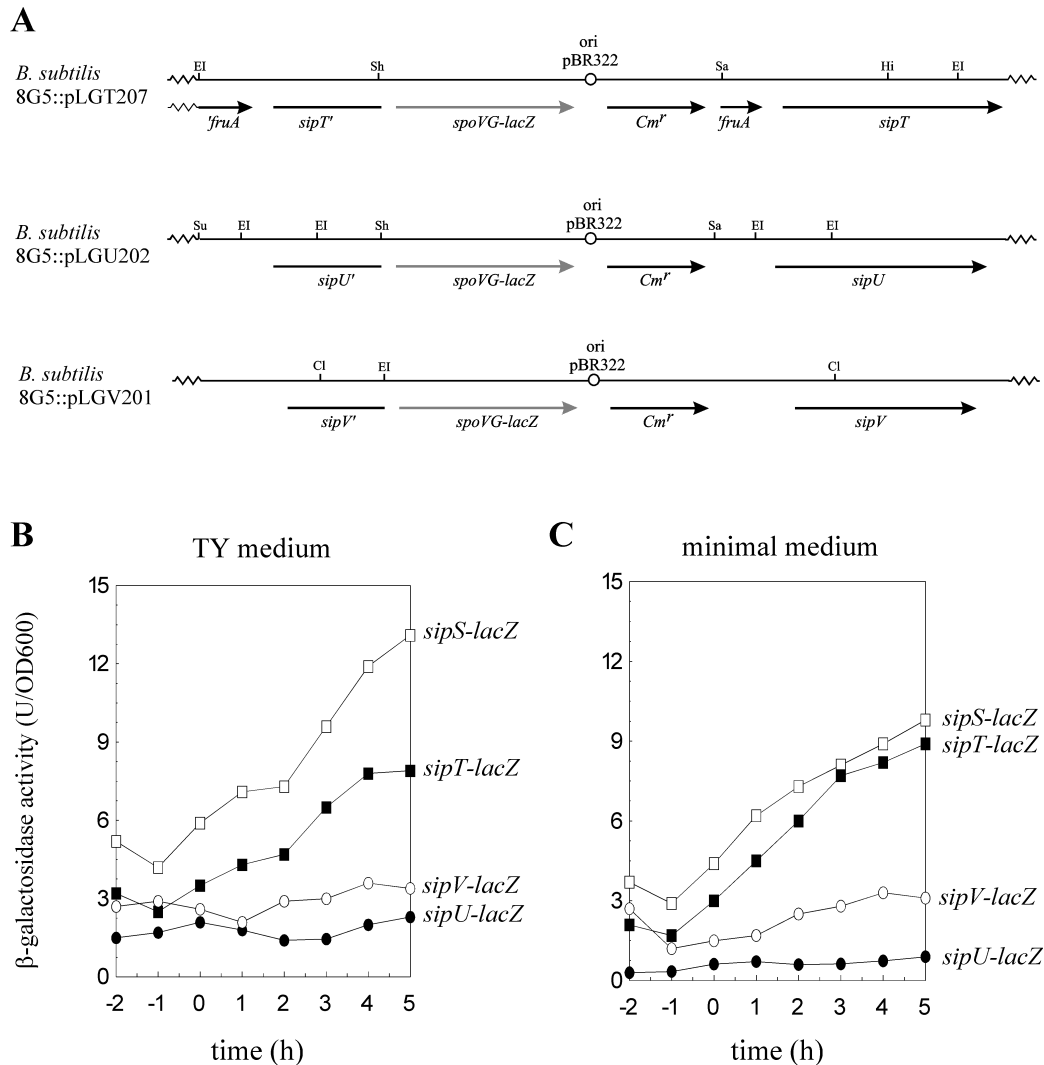 A
B. subtilis
8G5::pLGT207
EI Sh ori pBR322 Sa Hi EI
'fruA sipT' spoVG-lacZ Cmr 'fruA sipT
B. subtilis
8G5::pLGU202
Su EI EI Sh ori pBR322 Sa EI EI
sipU' spoVG-lacZ Cmr sipU
B. subtilis
8G5::pLGV201
Cl EI ori pBR322 Cl
sipV' spoVG-lacZ Cmr sipV
B
TY medium
β-galactosidase activity (U/OD600)
15
12
9
6
3
0
-2 -1 0 1 2 3 4 5
time (h)
sipS-lacZ
sipT-lacZ
sipV-lacZ
sipU-lacZ
C
minimal medium
15
12
9
6
3
0
-2 -1 0 1 2 3 4 5
time (h)
sipS-lacZ
sipT-lacZ
sipV-lacZ
sipU-lacZ